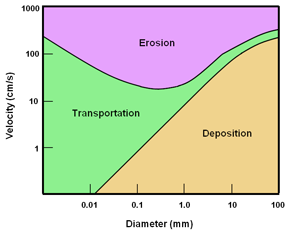 1000
Erosion
100
Velocity (cm/s)
10
Transportation
Deposition
1
0.01 0.1 1.0 10 100
Diameter (mm)